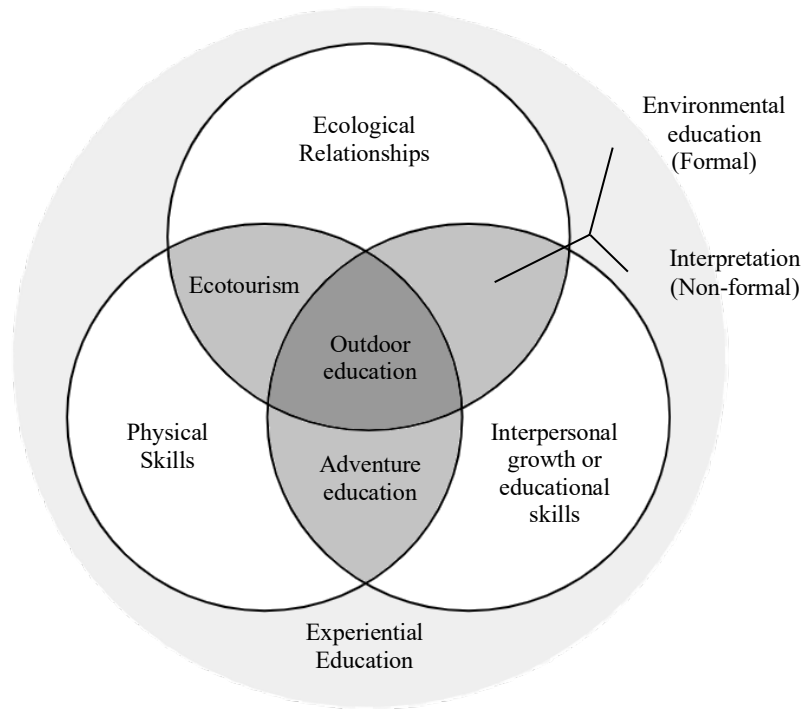 Ecological
Relationships
Environmental
education
(Formal)
Interpretation
(Non-formal)
Ecotourism
Outdoor
education
Physical
Skills
Adventure
education
Interpersonal
growth or
educational
skills
Experiential
Education